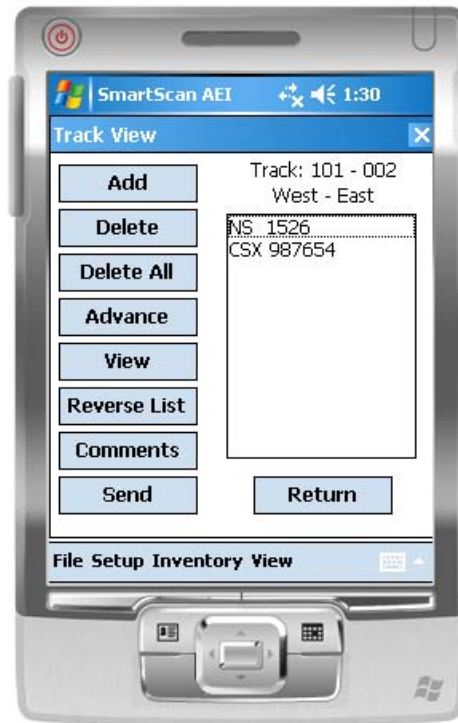 SmartScan AEI 1:30
Track View
Add
Delete
Delete All
Advance
View
Reverse List
Comments
Send
Track: 101 - 002
West - East
NS 1526
CSX 987654
Return
File Setup Inventory View